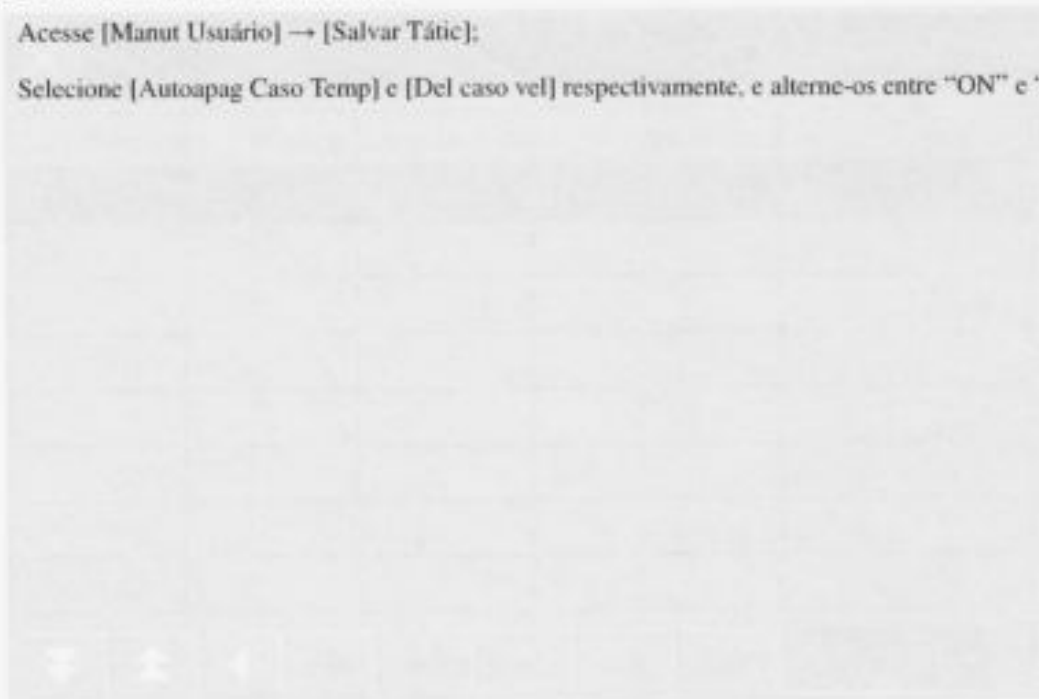 Acesse [Manut Usuário] → [Salvar Tátic];
Selecione [Autoapag Caso Temp] e [Del caso vel] respectivamente, e alterne-os entre “ON” e “